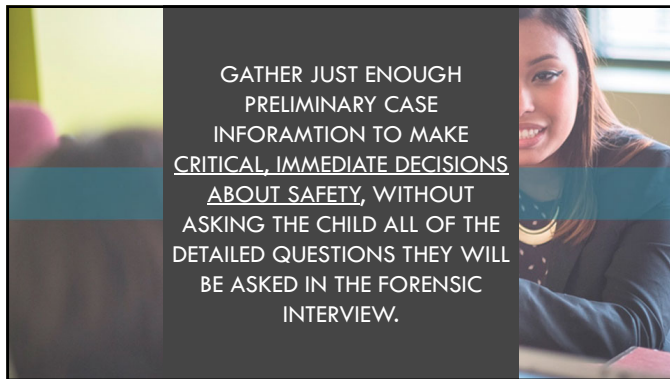 GATHER JUST ENOUGH
PRELIMINARY CASE
INFORAMTION TO MAKE
CRITICAL, IMMEDIATE DECISIONS
ABOUT SAFETY, WITHOUT
ASKING THE CHILD ALL OF THE
DETAILED QUESTIONS THEY WILL
BE ASKED IN THE FORENSIC
INTERVIEW.